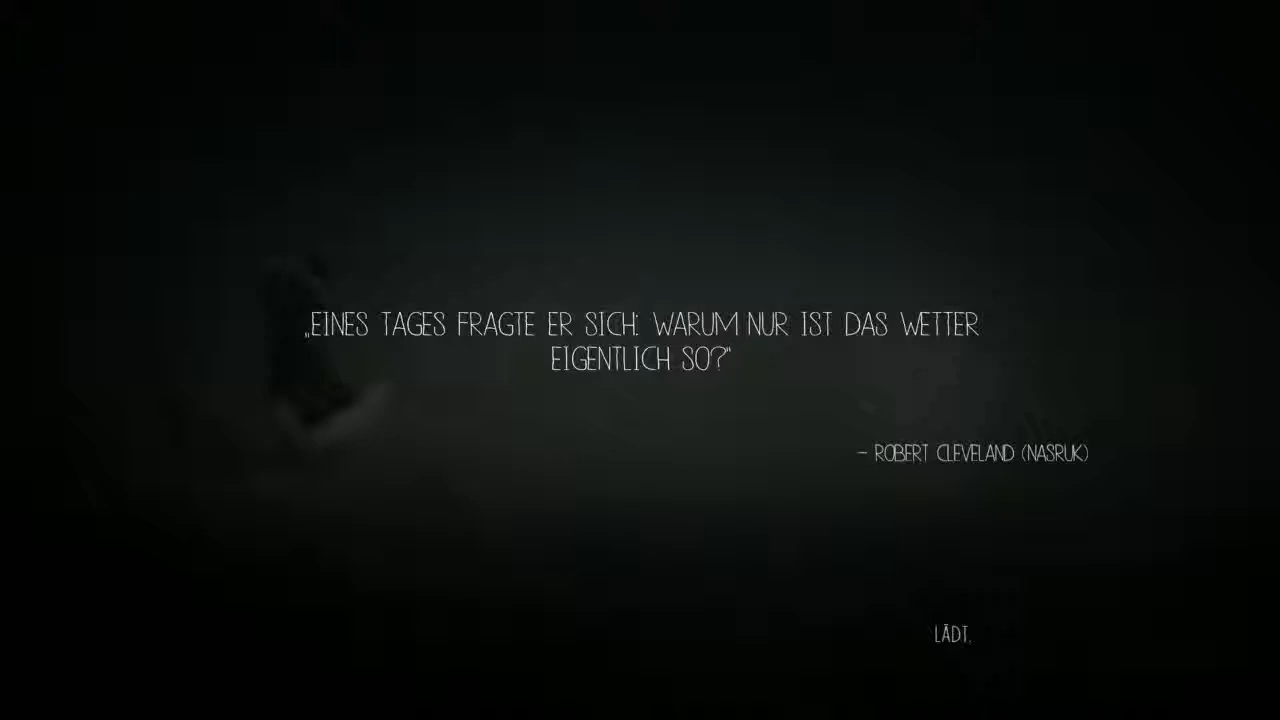 „EINES TAGES FRAGTE ER SICH: WARUM NUR IST DAS WETTER
EIGENTLICH SO?"
– ROBERT CLEVELAND (NASRUK)
LÄDT.